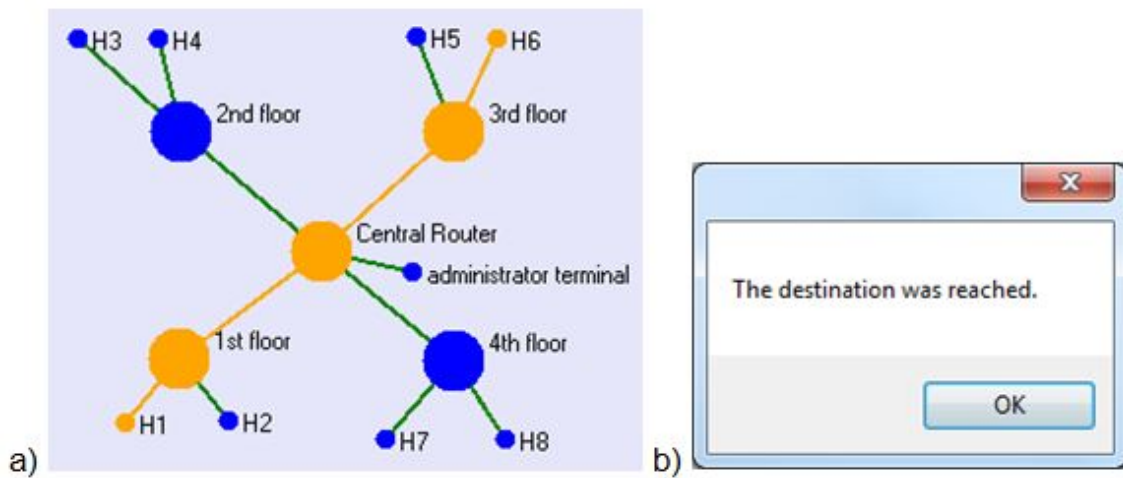 H3
H4
H5
H6
2nd floor
3rd floor
Central Router
administrator terminal
1st floor
4th floor
H1
H2
H7
H8
a)
The destination was reached.
OK
b)